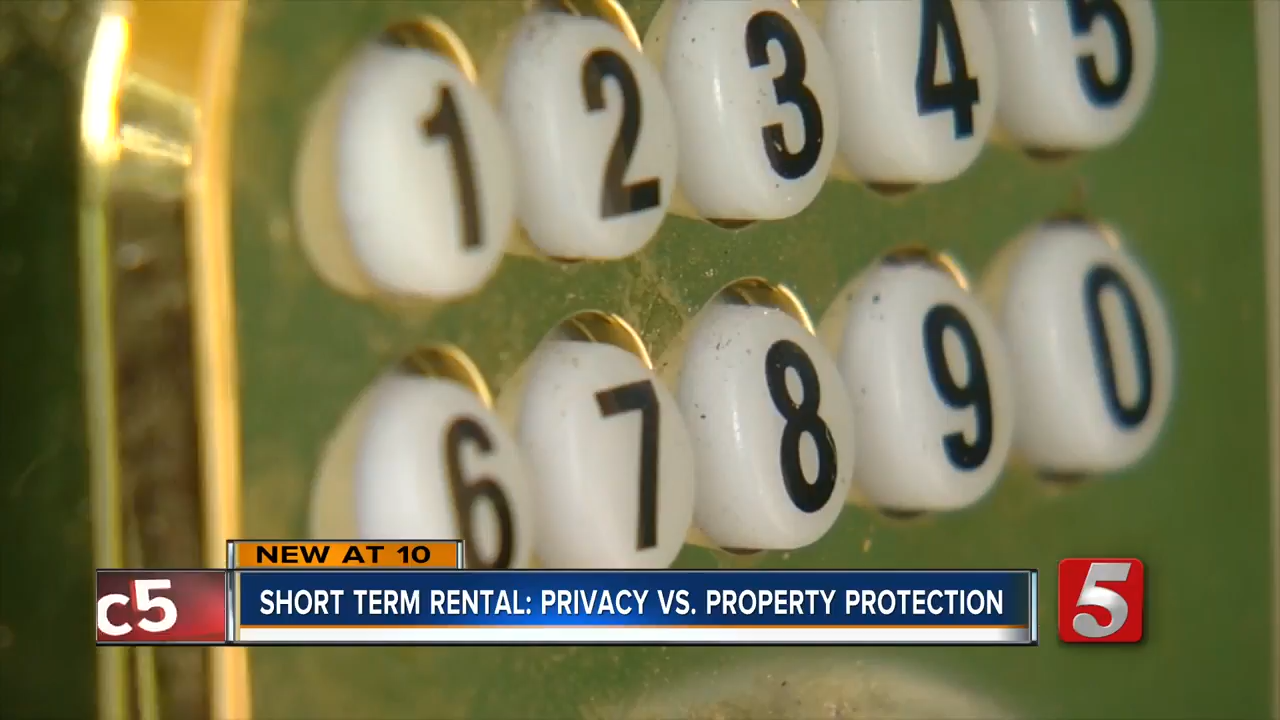 1 2 3 4 5
6 7 8 9 0
NEW AT 10
c5
SHORT TERM RENTAL: PRIVACY VS. PROPERTY PROTECTION
5